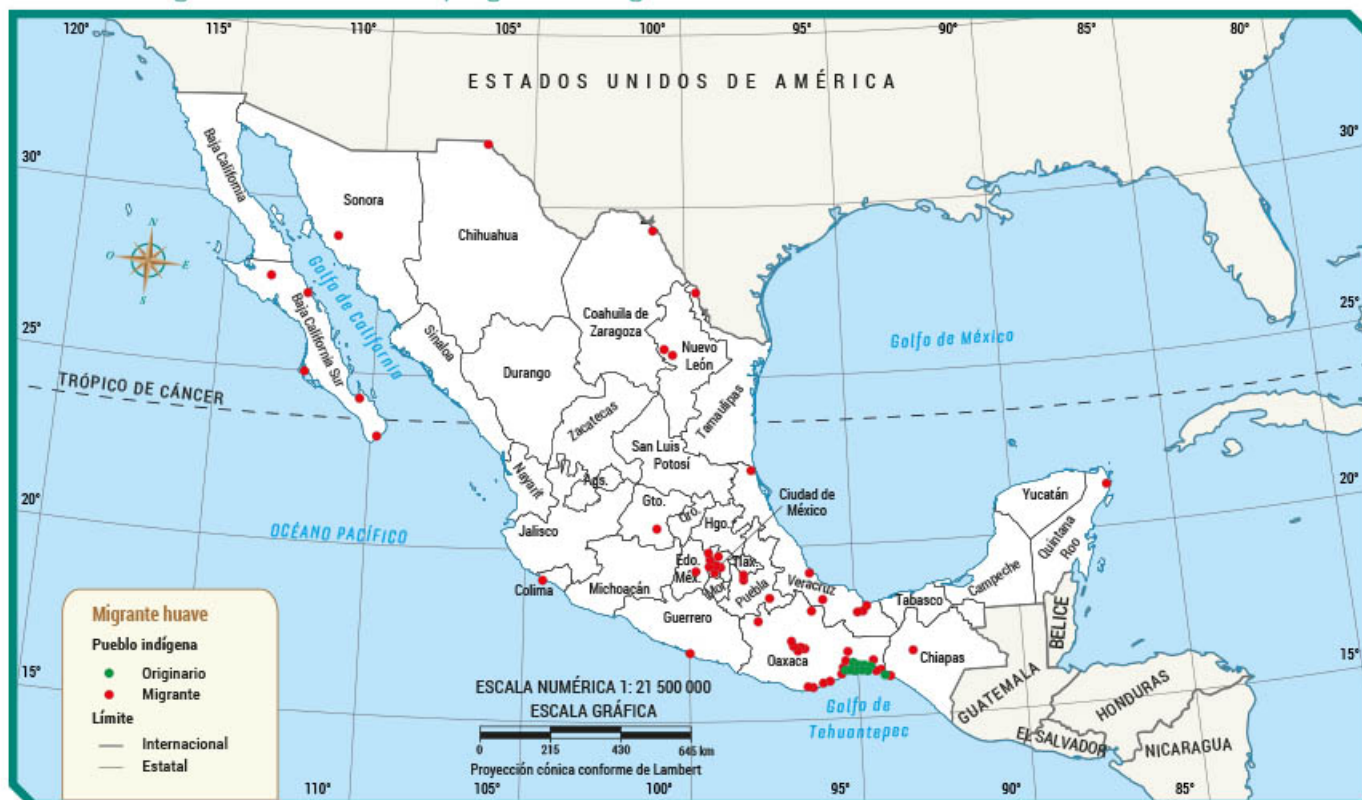 120°
115°
110°
105°
100°
95°
90°
85°
80°
ESTADOS UNIDOS DE AMÉRICA
30°
30°
Baja California
Sonora
Chihuahua
N
O
E
S
Golfo de California
Coahuila de
Zaragoza
25°
25°
Baja California Sur
Sinaloa
Nuevo
León
Golfo de México
Durango
TRÓPICO DE CÁNCER
Tamaulipas
Zacatecas
San Luis
Potosí
Nayarit
Ags.
Ciudad de
México
20°
20°
Gto.
Qro.
Hgo.
Yucatán
Jalisco
OCÉANO PACÍFICO
Quintana
Roo
Edo.
Méx.
Tlax.
Campeche
Colima
Michoacán
Mor.
Puebla
Veracruz
Tabasco
Guerrero
BELICE
Migrante huave
Pueblo indígena
Originario
Migrante
Límite
Internacional
Estatal
15°
15°
Oaxaca
Chiapas
GUATEMALA
HONDURAS
ESCALA NUMÉRICA 1: 21 500 000
ESCALA GRÁFICA
0 215 430 645 km
Proyección cónica conforme de Lambert
Golfo de
Tehuantepec
EL SALVADOR
NICARAGUA
110°
105°
100°
95°
90°
85°